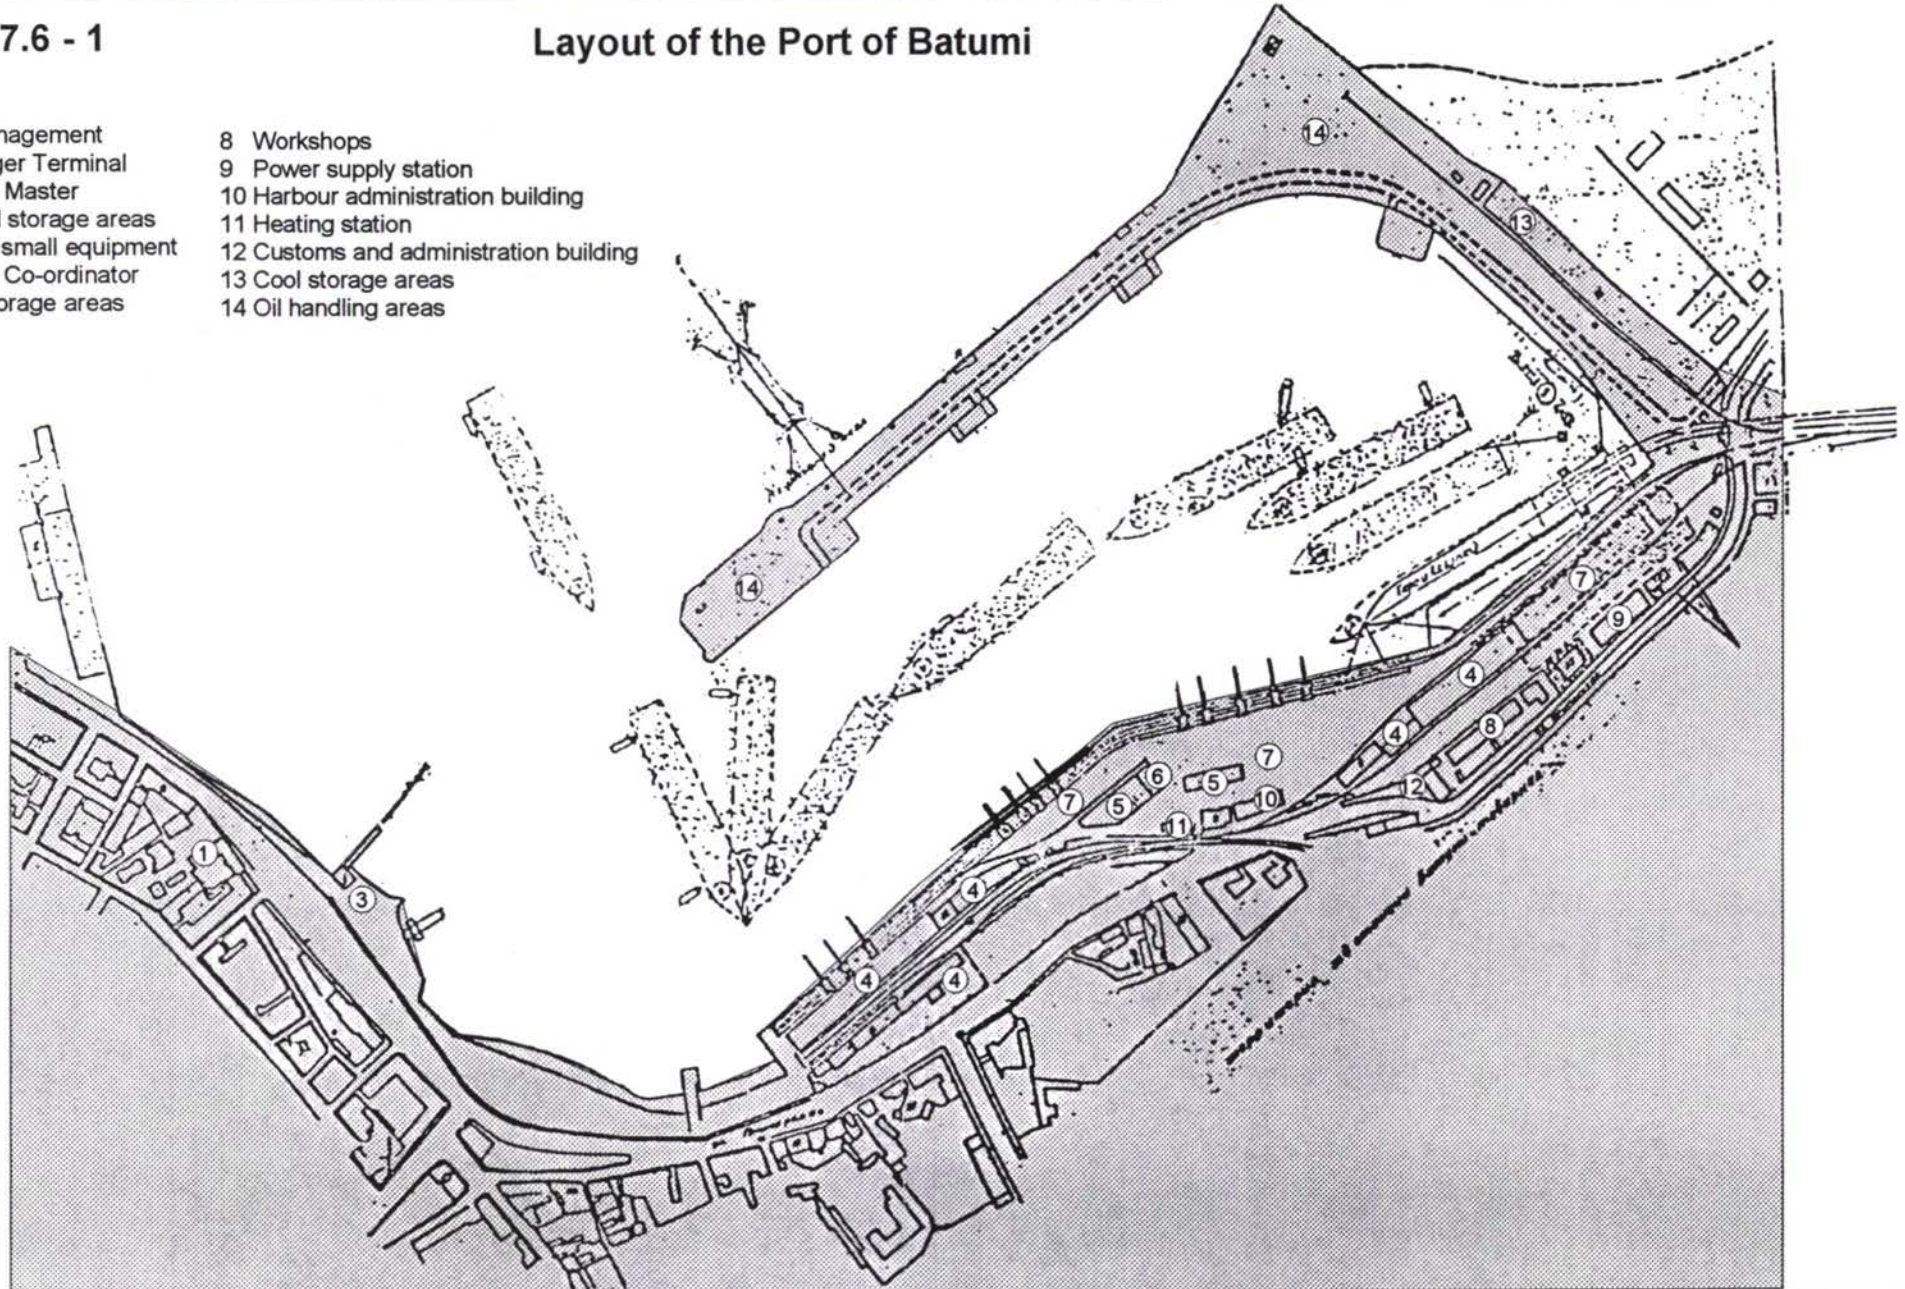 7.6 - 1
Layout of the Port of Batumi
nagement
ger Terminal
Master
storage areas
small equipment
Co-ordinator
orage areas
8 Workshops
9 Power supply station
10 Harbour administration building
11 Heating station
12 Customs and administration building
13 Cool storage areas
14 Oil handling areas
14
13
14
7
9
4
8
4
7
6
5
12
7
5
10
11
1
3
4
4
4